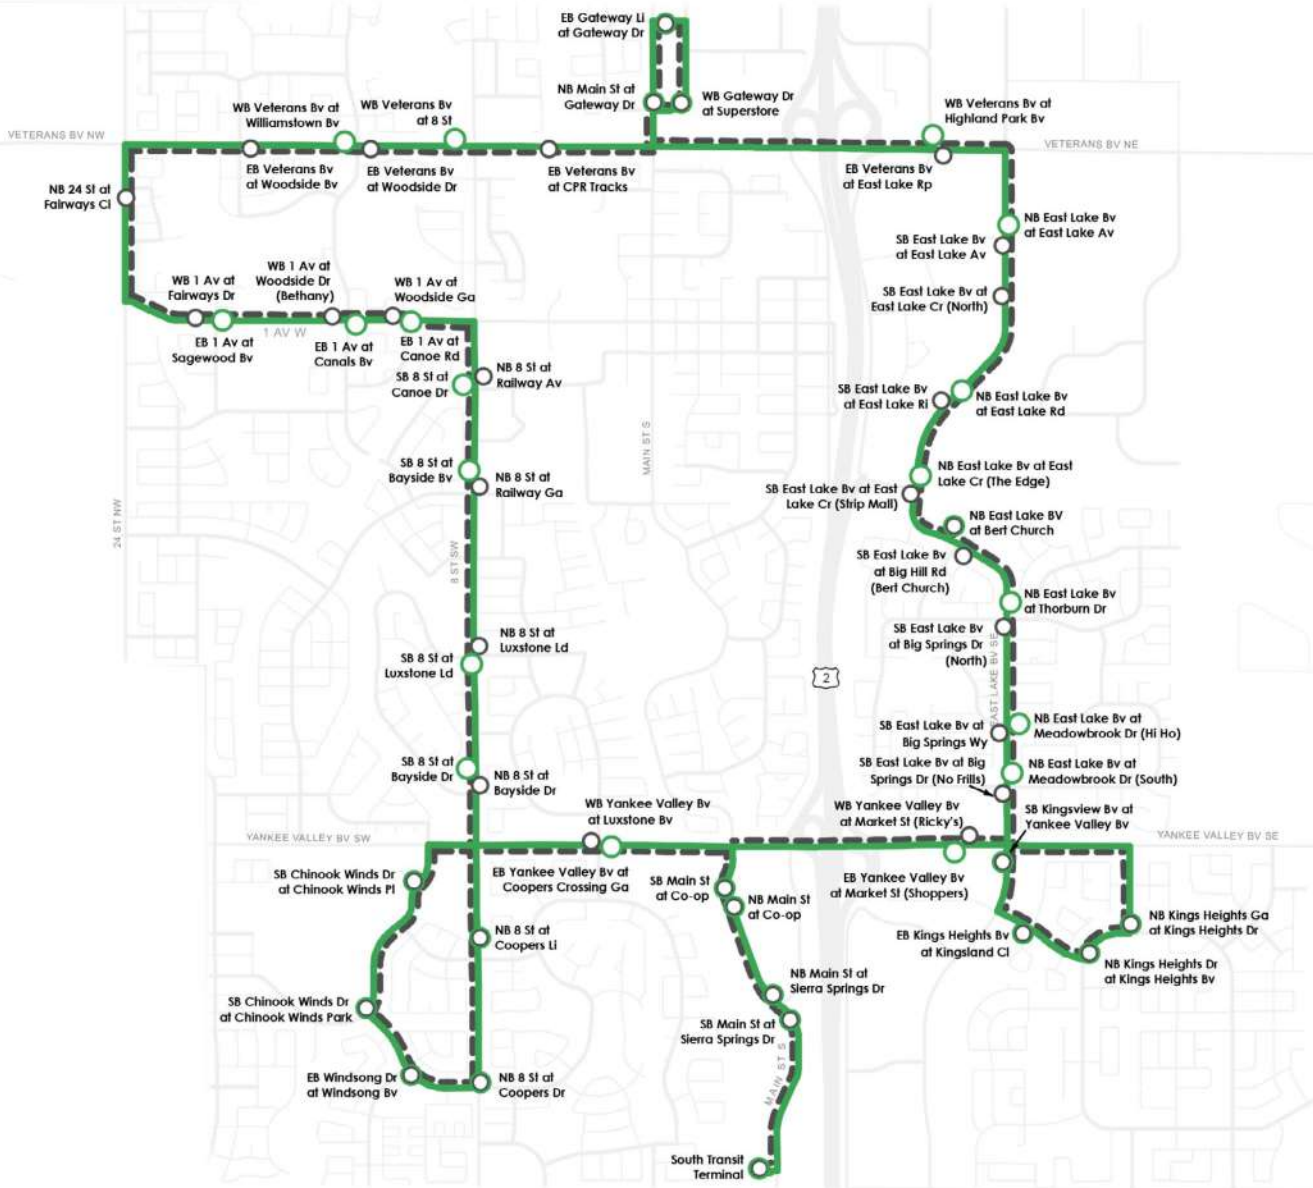 EB Gateway Li
at Gateway Dr
NB Main St at
Gateway Dr
WB Gateway Dr
at Superstore
WB Veterans Bv at
Williamstown Bv
WB Veterans Bv
at 8 St
WB Veterans Bv at
Highland Park Bv
VETERANS BV NW
VETERANS BV NE
EB Veterans Bv
at Woodside Bv
EB Veterans Bv
at Woodside Dr
EB Veterans Bv
at CPR Tracks
EB Veterans Bv
at East Lake Rp
NB 24 St at
Fairways Cl
NB East Lake Bv
at East Lake Av
SB East Lake Bv
at East Lake Av
WB 1 Av at
Fairways Dr
WB 1 Av at
Woodside Dr
(Bethany)
WB 1 Av at
Woodside Ga
SB East Lake Bv at
East Lake Cr (North)
1 AV W
EB 1 Av at
Sagewood Bv
EB 1 Av at
Canals Bv
EB 1 Av at
Canoe Rd
SB 8 St at
Canoe Dr
NB 8 St at
Railway Av
SB East Lake Bv
at East Lake Ri
NB East Lake Bv
at East Lake Rd
MAIN ST S
SB 8 St at
Bayside Bv
NB 8 St at
Railway Ga
NB East Lake Bv at East
Lake Cr (The Edge)
SB East Lake Bv at East
Lake Cr (Strip Mall)
24 ST NW
8 ST SW
NB East Lake BV
at Bert Church
SB East Lake Bv
at Big Hill Rd
(Bert Church)
NB East Lake Bv
at Thorburn Dr
NB 8 St at
Luxstone Ld
SB 8 St at
Luxstone Ld
SB East Lake Bv
at Big Springs Dr
(North)
EAST LAKE BV SE
2
SB East Lake Bv at
Big Springs Wy
NB East Lake Bv at
Meadowbrook Dr (Hi Ho)
SB 8 St at
Bayside Dr
NB 8 St at
Bayside Dr
SB East Lake Bv at Big
Springs Dr (No Frills)
NB East Lake Bv at
Meadowbrook Dr (South)
WB Yankee Valley Bv
at Luxstone Bv
WB Yankee Valley Bv
at Market St (Ricky's)
SB Kingsview Bv at
Yankee Valley Bv
YANKEE VALLEY BV SW
YANKEE VALLEY BV SE
SB Chinook Winds Dr
at Chinook Winds Pl
EB Yankee Valley Bv at
Coopers Crossing Ga
SB Main St
at Co-op
NB Main St
at Co-op
EB Yankee Valley Bv
at Market St (Shoppers)
NB 8 St at
Coopers Li
EB Kings Heights Bv
at Kingsland Cl
NB Kings Heights Ga
at Kings Heights Dr
NB Kings Heights Dr
at Kings Heights Bv
NB Main St at
Sierra Springs Dr
SB Chinook Winds Dr
at Chinook Winds Park
SB Main St at
Sierra Springs Dr
MAIN ST S
EB Windsong Dr
at Windsong Bv
NB 8 St at
Coopers Dr
South Transit
Terminal